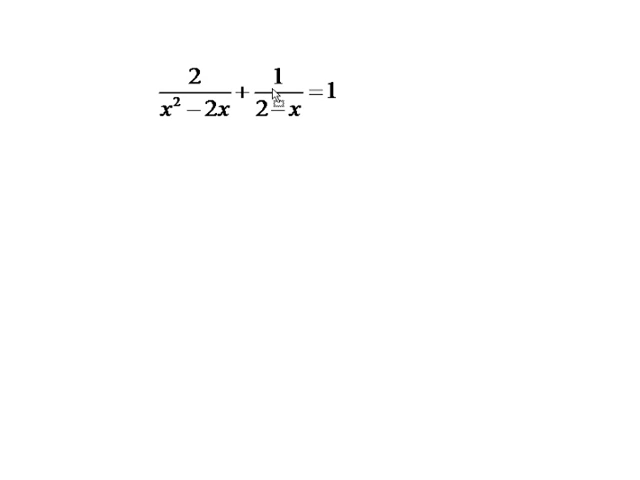 2/(x² − 2x) + 1/(2 − x) = 1